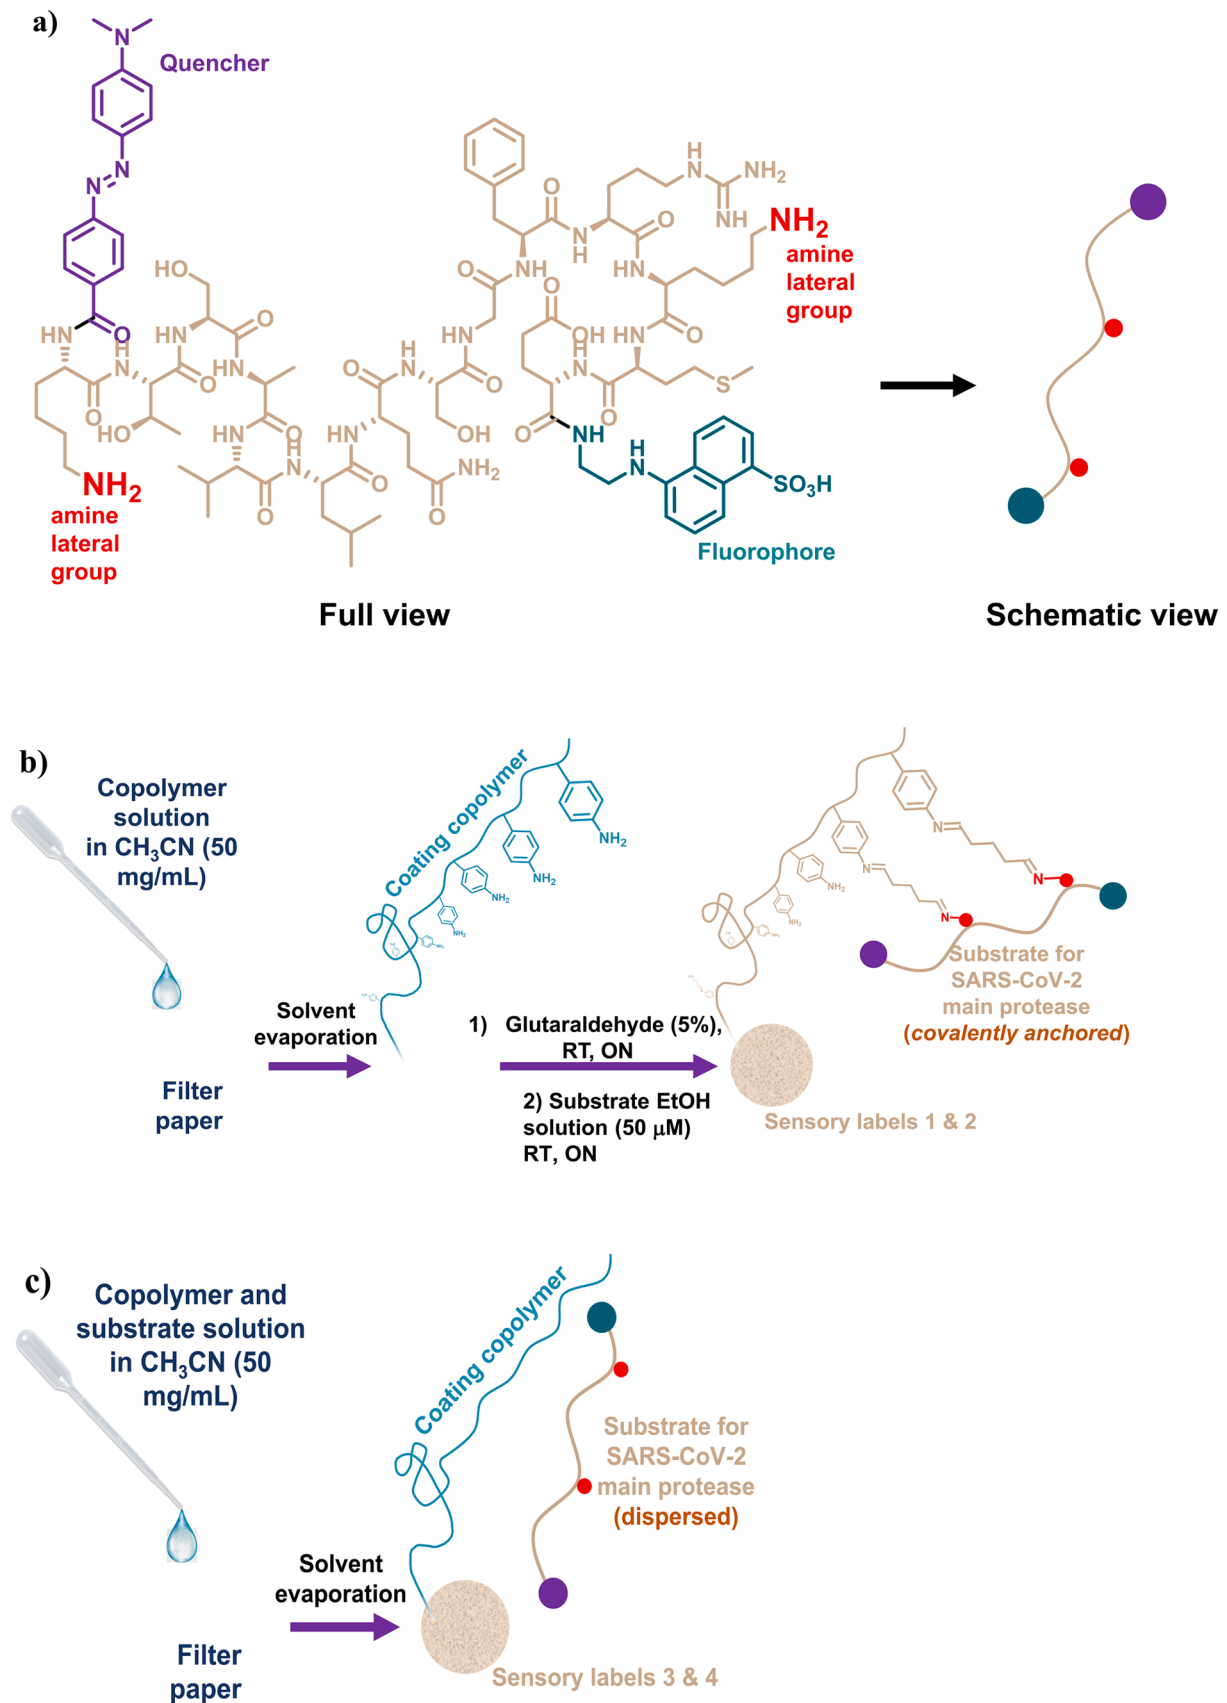 a)
N
Quencher
N
N
O
HN
HO
O
H
N
HN
O
O
N
H
HO
O
HN
O
H
N
O
NH2
amine
lateral
group
O
HN
O
NH2
O
H
N
OH
O
HN
O
O
NH
O
N
H
O
H
N
NH2
NH
HN
O
NH2
amine
lateral
group
O
OH
HN
H
N
O
O
NH
S
H
N
SO3H
Fluorophore
Full view
Schematic view
b)
Copolymer
solution
in CH3CN (50
mg/mL)
Filter
paper
Solvent
evaporation
Coating copolymer
NH2
NH2
NH2
NH2
NH2
1) Glutaraldehyde (5%),
RT, ON
2) Substrate EtOH
solution (50 μM)
RT, ON
N
N
N
N
NH2
NH2
Substrate for
SARS-CoV-2
main protease
(covalently anchored)
Sensory labels 1 & 2
c)
Copolymer and
substrate solution
in CH3CN (50
mg/mL)
Filter
paper
Solvent
evaporation
Coating copolymer
Substrate for
SARS-CoV-2
main protease
(dispersed)
Sensory labels 3 & 4